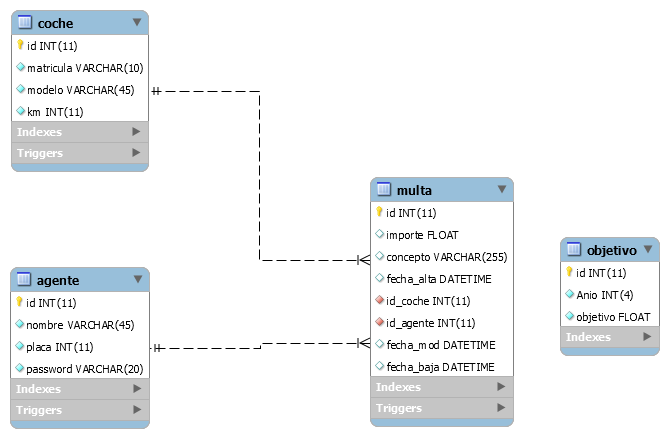 coche
id INT(11)
matricula VARCHAR(10)
modelo VARCHAR(45)
km INT(11)
Indexes
Triggers
agente
id INT(11)
nombre VARCHAR(45)
placa INT(11)
password VARCHAR(20)
Indexes
Triggers
multa
id INT(11)
importe FLOAT
concepto VARCHAR(255)
fecha_alta DATETIME
id_coche INT(11)
id_agente INT(11)
fecha_mod DATETIME
fecha_baja DATETIME
Indexes
Triggers
objetivo
id INT(11)
Anio INT(4)
objetivo FLOAT
Indexes